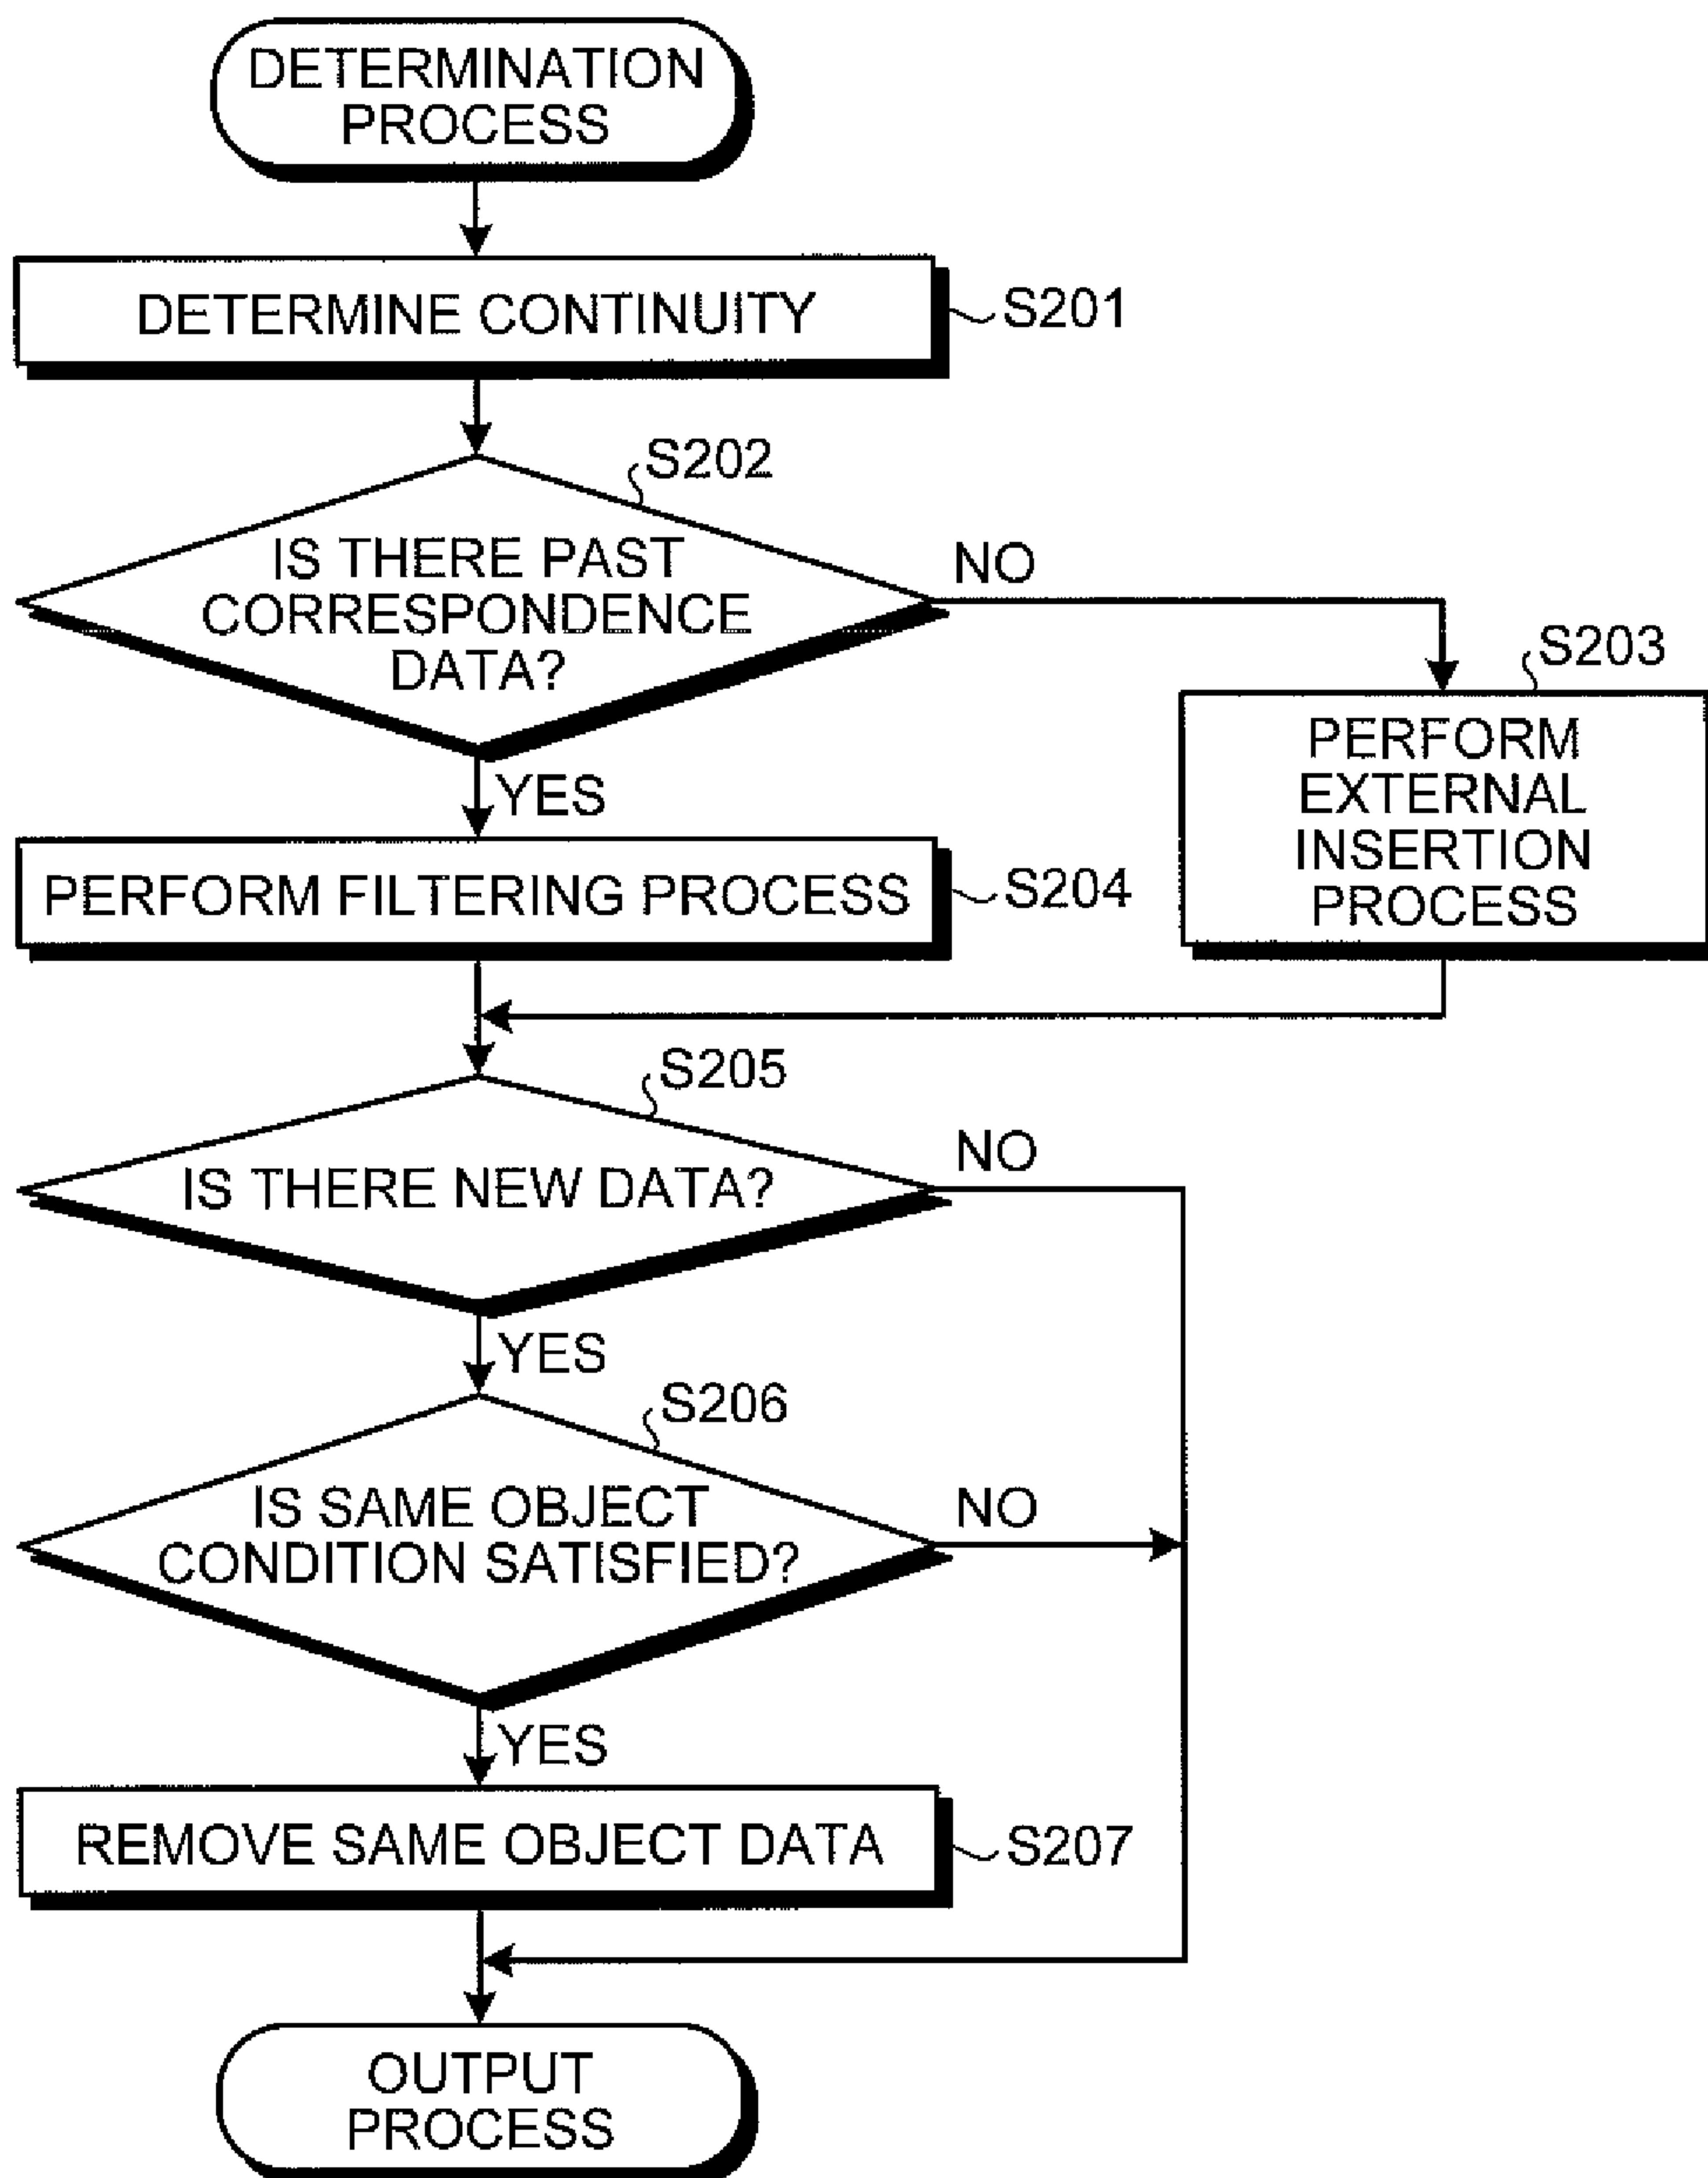 DETERMINATION
PROCESS
DETERMINE CONTINUITY
S201
S202
IS THERE PAST
CORRESPONDENCE
DATA?
NO
YES
S203
PERFORM
EXTERNAL
INSERTION
PROCESS
PERFORM FILTERING PROCESS
S204
S205
IS THERE NEW DATA?
NO
YES
S206
IS SAME OBJECT
CONDITION SATISFIED?
NO
YES
REMOVE SAME OBJECT DATA
S207
OUTPUT
PROCESS